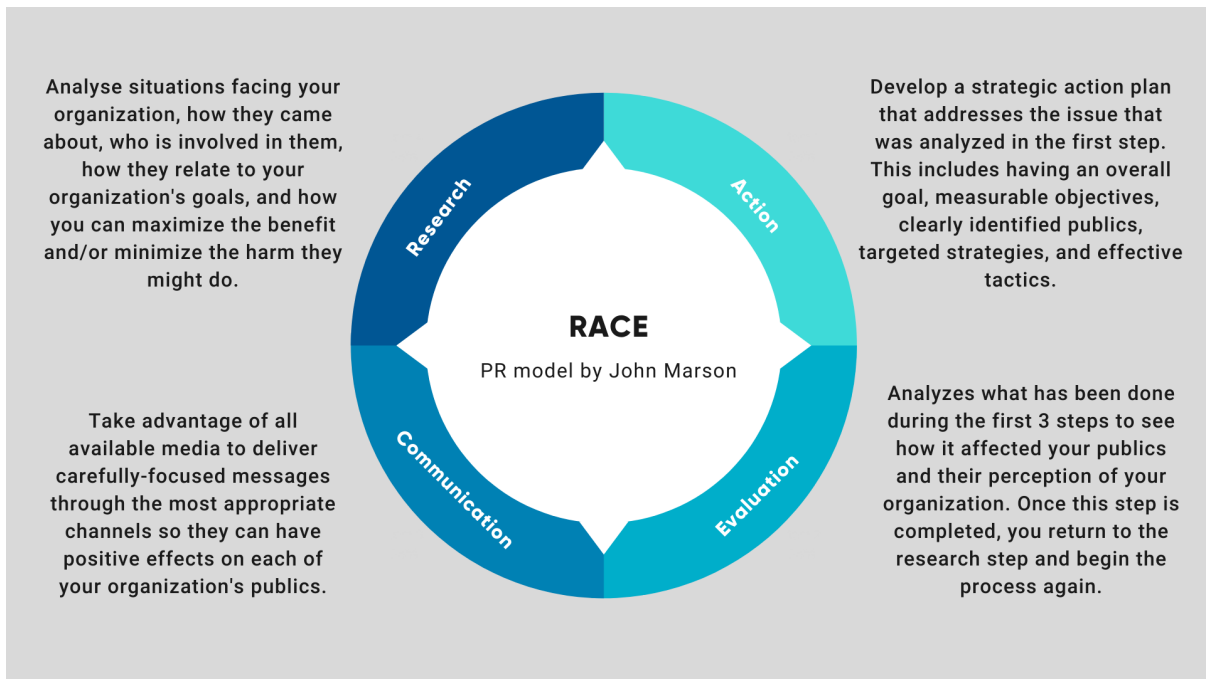 Analyse situations facing your
organization, how they came
about, who is involved in them,
how they relate to your
organization's goals, and how
you can maximize the benefit
and/or minimize the harm they
might do.
Research
Action
Develop a strategic action plan
that addresses the issue that
was analyzed in the first step.
This includes having an overall
goal, measurable objectives,
clearly identified publics,
targeted strategies, and effective
tactics.
RACE
PR model by John Marson
Take advantage of all
available media to deliver
carefully-focused messages
through the most appropriate
channels so they can have
positive effects on each of
your organization's publics.
Communication
Evaluation
Analyzes what has been done
during the first 3 steps to see
how it affected your publics
and their perception of your
organization. Once this step is
completed, you return to the
research step and begin the
process again.